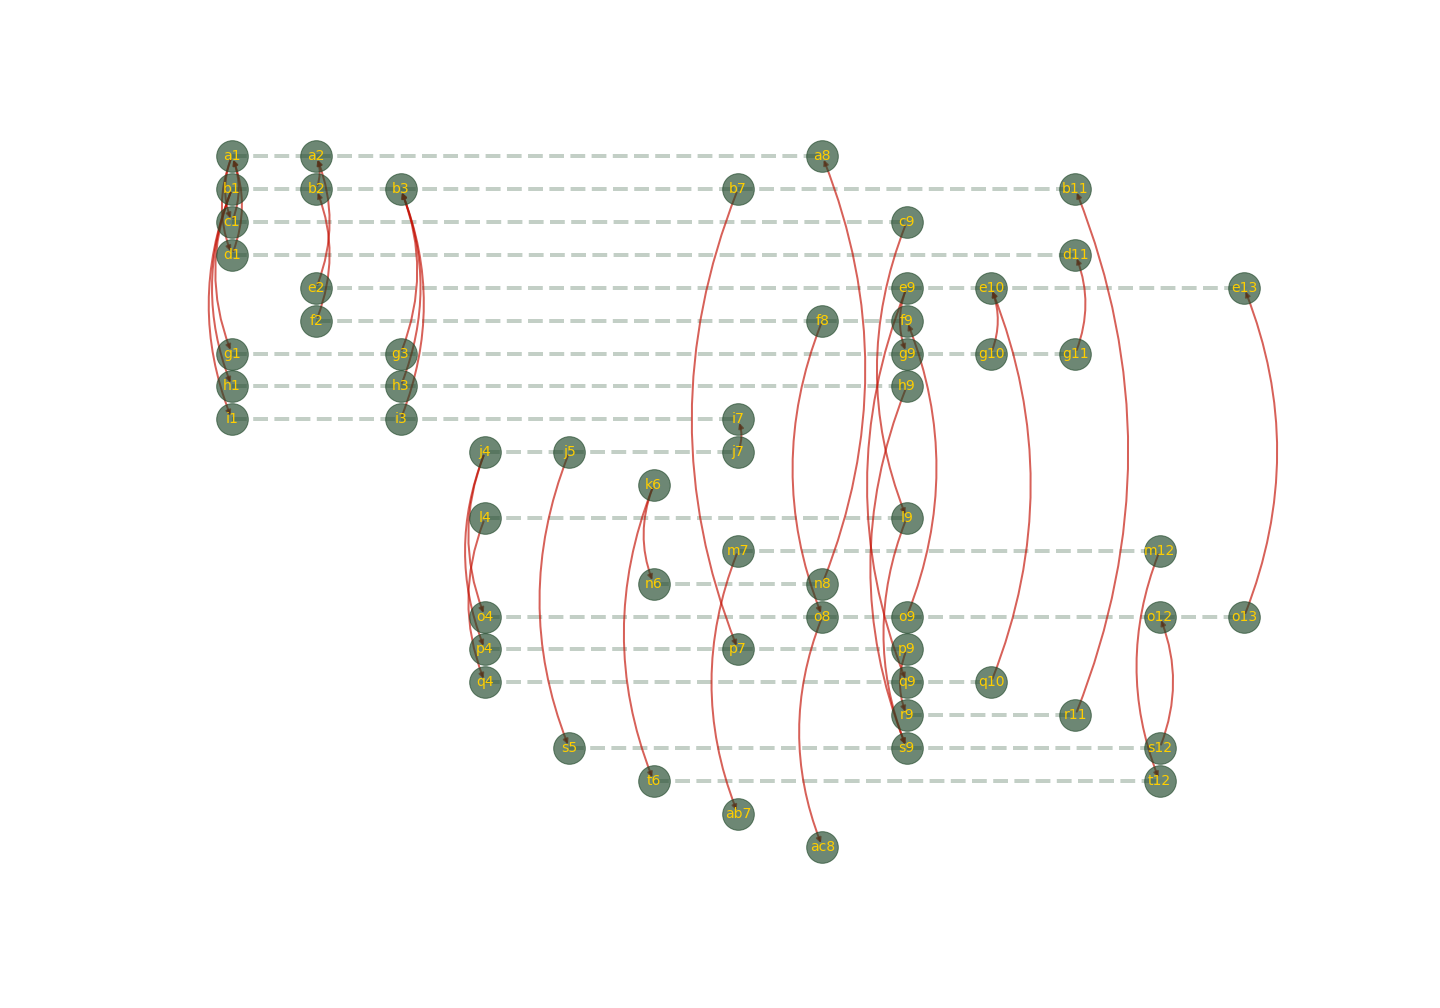 a1 a2 a8
b1 b2 b3 b7 b11
c1 c9
d1 d11
e2 e9 e10 e13
f2 f8 f9
g1 g3 g9 g10 g11
h1 h3 h9
i1 i3 i7
j4 j5 j7
k6
l4 l9
m7 m12
n6 n8
o4 o8 o9 o12 o13
p4 p7 p9
q4 q9 q10
r9 r11
s5 s9 s12
t6 t12
ab7
ac8